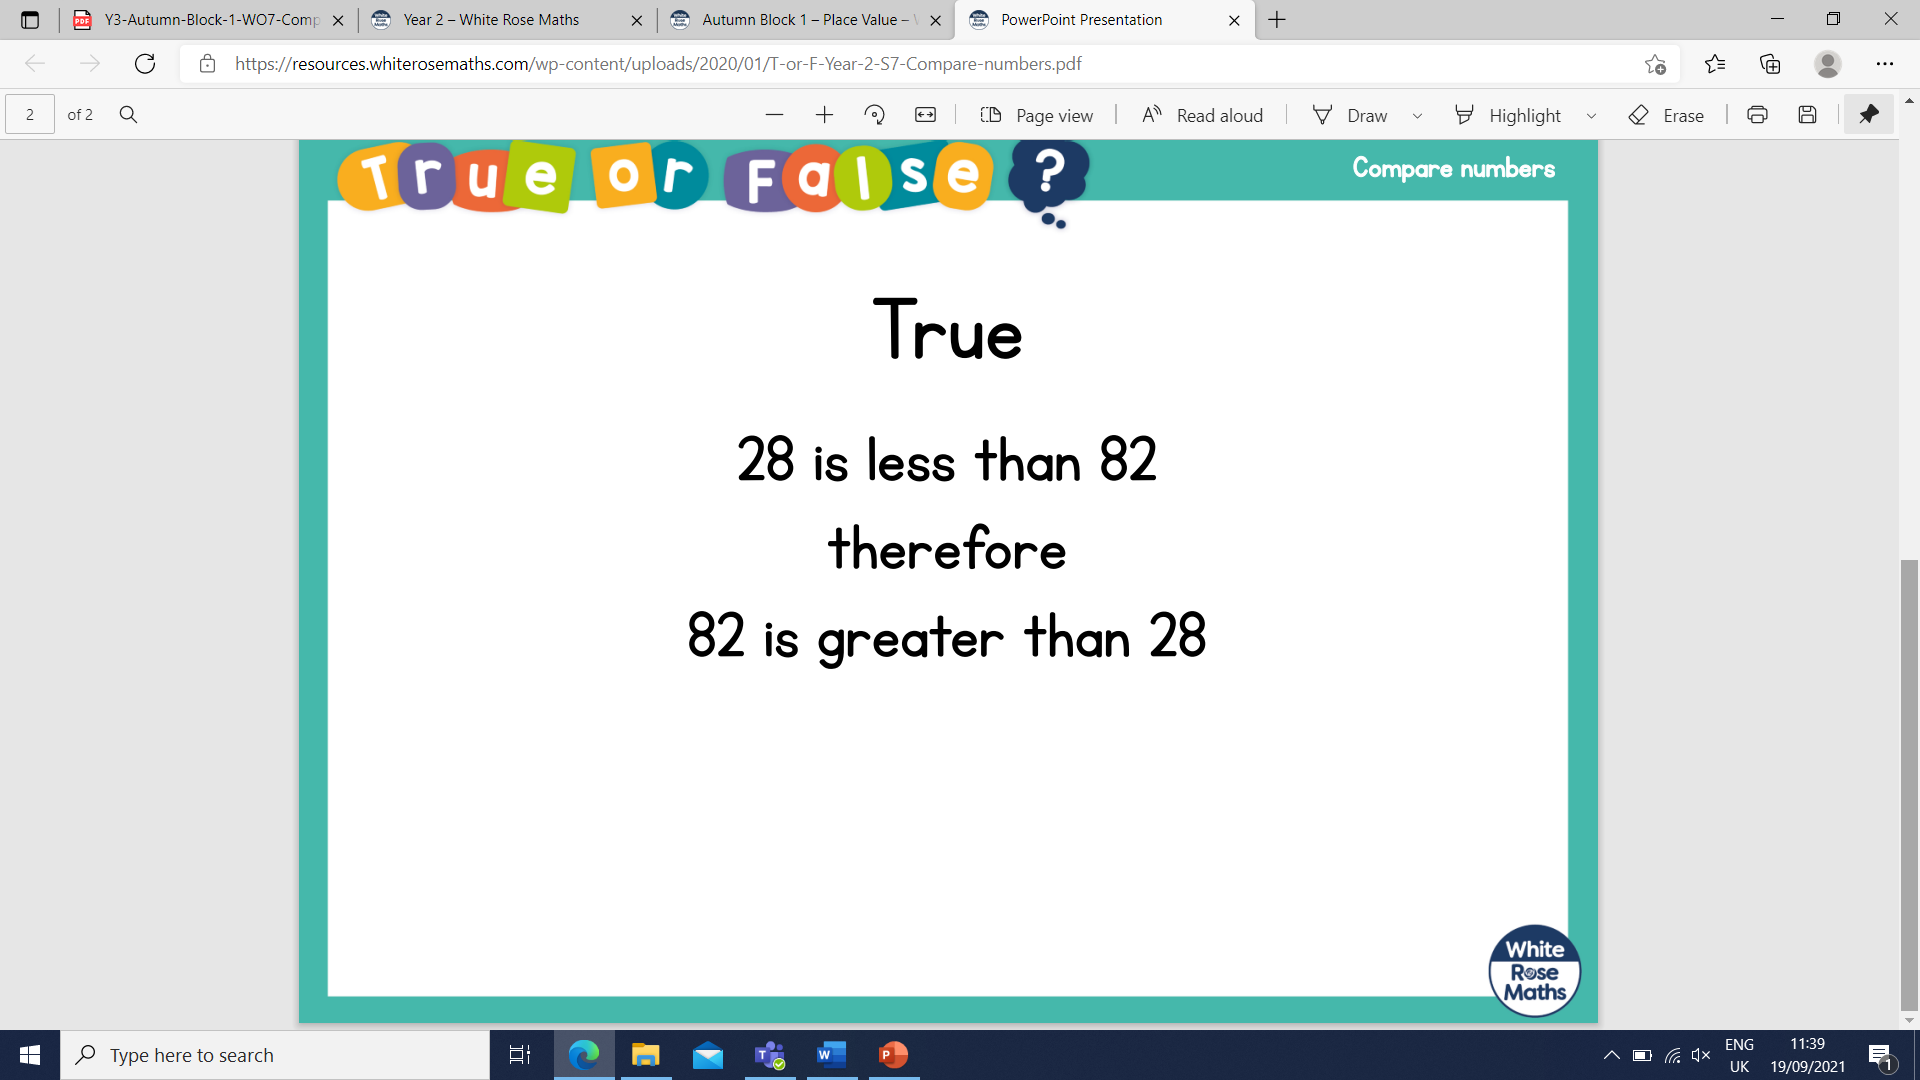 Y3-Autumn-Block-1-WO7-Comp
Year 2 – White Rose Maths
Autumn Block 1 – Place Value –
PowerPoint Presentation
https://resources.whiterosemaths.com/wp-content/uploads/2020/01/T-or-F-Year-2-S7-Compare-numbers.pdf
2 of 2
Page view
Read aloud
Draw
Highlight
Erase
True or False?
Compare numbers
True
28 is less than 82
therefore
82 is greater than 28
White
Rose
Maths
Type here to search
ENG
UK
11:39
19/09/2021
1